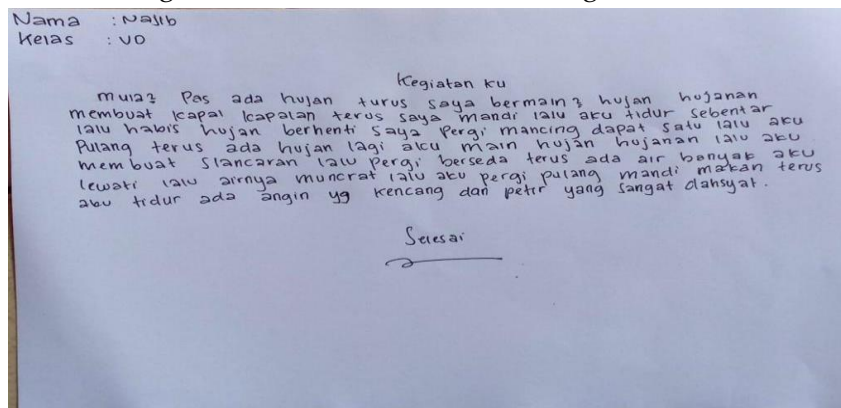 Nama : Najib
Kelas : VD
Kegiatan ku
mula2 Pas ada hujan turus saya bermain2 hujan hujanan
membuat kapal kapalan terus saya mandi lalu aku tidur sebentar
lalu habis hujan berhenti saya pergi mancing dapat satu lalu aku
Pulang terus ada hujan lagi aku main hujan hujanan lalu aku
membuat Slancaran lalu pergi berseda terus ada air banyak aku
lewati lalu airnya muncrat lalu aku pergi pulang mandi makan terus
abu tidur ada angin yg kencang dan petir yang sangat dahsyat.
Selesai